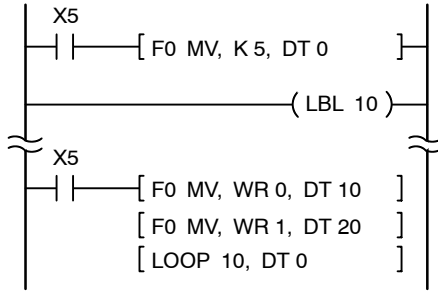 X5
[ F0 MV, K 5, DT 0 ]
( LBL 10 )
X5
[ F0 MV, WR 0, DT 10 ]
[ F0 MV, WR 1, DT 20 ]
[ LOOP 10, DT 0 ]